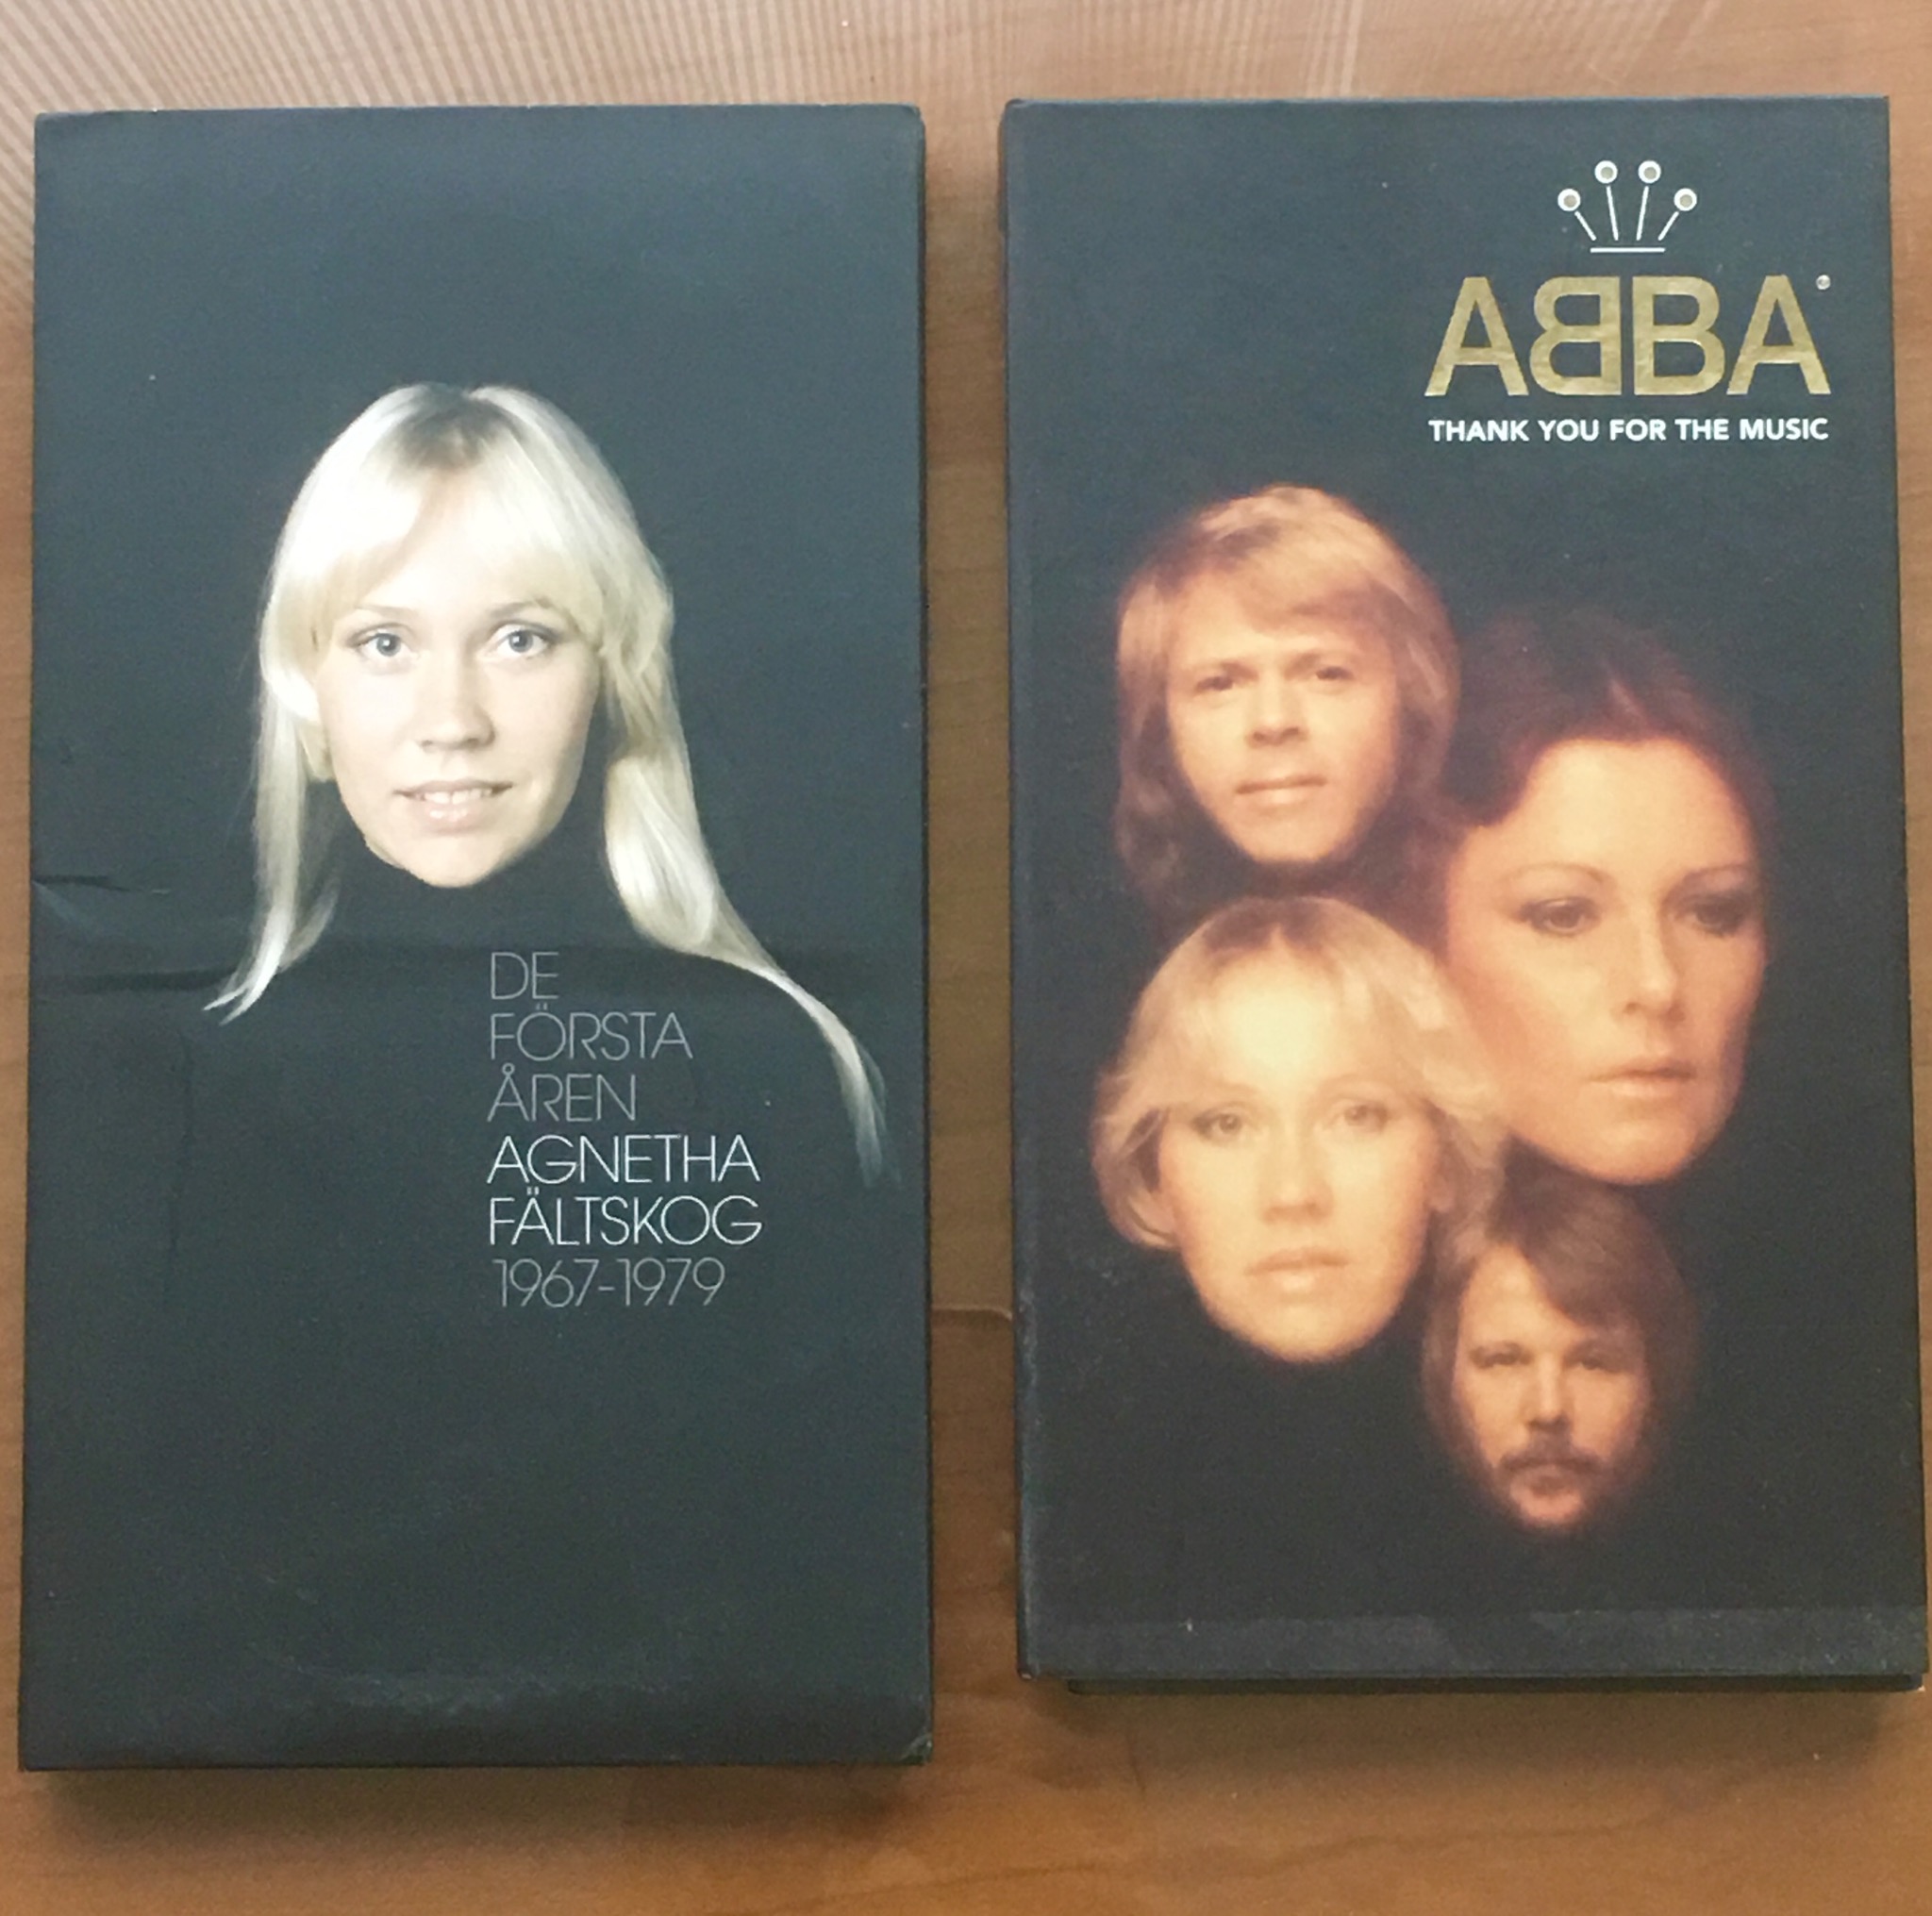 DE
FÖRSTA
ÅREN
AGNETHA
FÄLTSKOG
1967-1979
ABBA®
THANK YOU FOR THE MUSIC